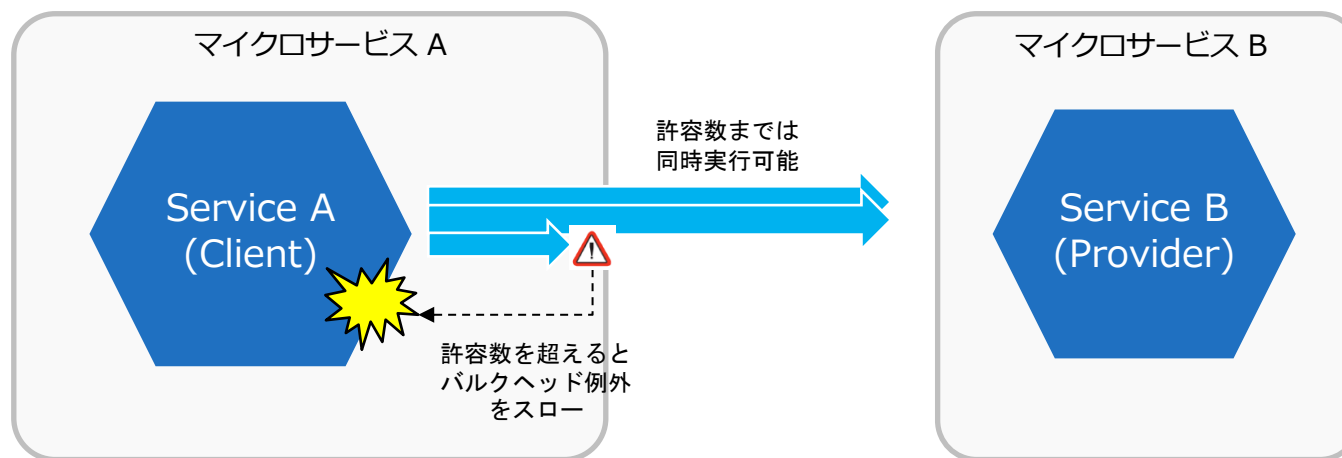 マイクロサービス A
マイクロサービス B
許容数までは
同時実行可能
Service A
(Client)
Service B
(Provider)
!
許容数を超えると
バルクヘッド例外
をスロー